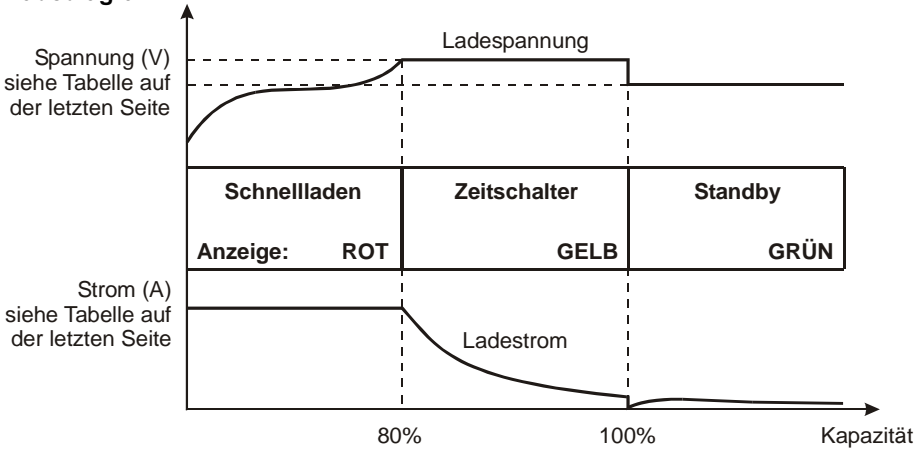 Spannung (V)
siehe Tabelle auf
der letzten Seite
Ladespannung
Schnellladen
Zeitschalter
Standby
Anzeige: ROT
GELB
GRÜN
Strom (A)
siehe Tabelle auf
der letzten Seite
Ladestrom
80%
100%
Kapazität